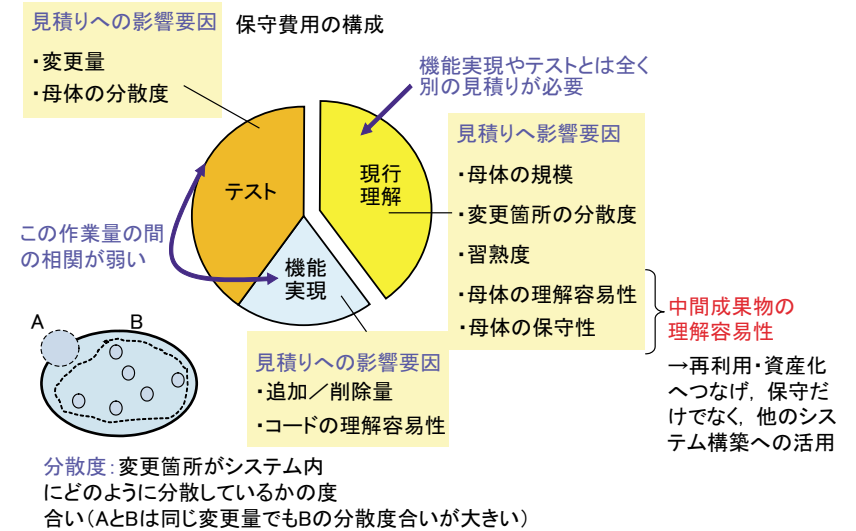 見積りへの影響要因
・変更量
・母体の分散度
保守費用の構成
機能実現やテストとは全く
別の見積りが必要
見積りへ影響要因
・母体の規模
・変更箇所の分散度
・習熟度
・母体の理解容易性
・母体の保守性
テスト
現行
理解
機能
実現
この作業量の間
の相関が弱い
中間成果物の
理解容易性
→再利用・資産化
へつなげ，保守だ
けでなく，他のシス
テム構築への活用
A
B
見積りへの影響要因
・追加／削除量
・コードの理解容易性
分散度：変更箇所がシステム内
にどのように分散しているかの度
合い（AとBは同じ変更量でもBの分散度合いが大きい）